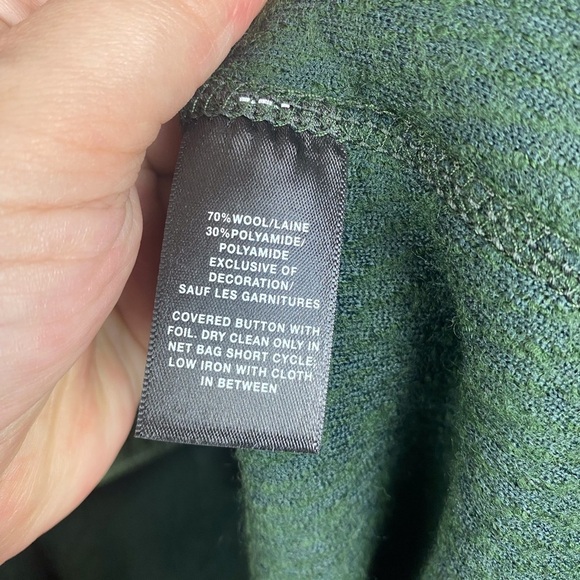 70%WOOL/LAINE
30%POLYAMIDE/
POLYAMIDE
EXCLUSIVE OF
DECORATION/
SAUF LES GARNITURES
COVERED BUTTON WITH
FOIL. DRY CLEAN ONLY IN
NET BAG SHORT CYCLE.
LOW IRON WITH CLOTH
IN BETWEEN